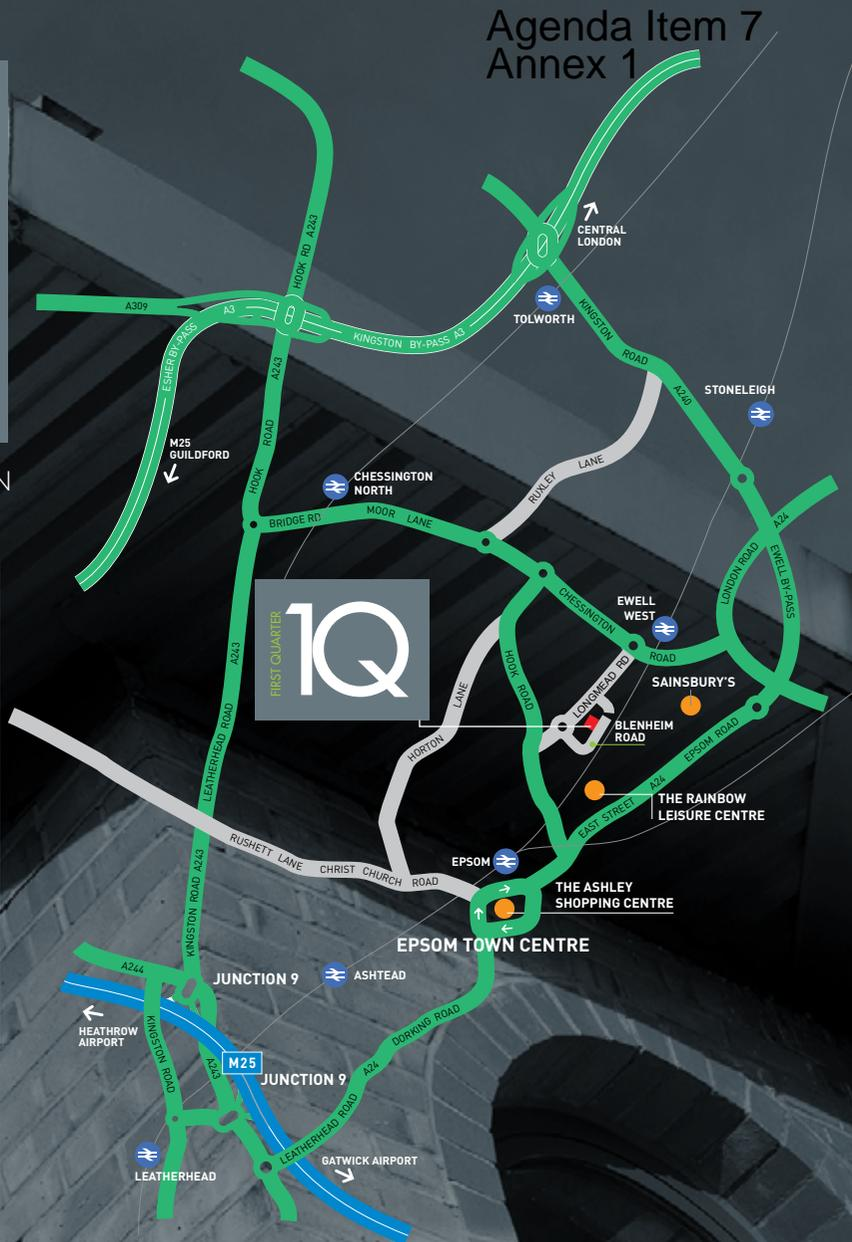 Agenda Item 7
Annex 1
HOOK RD A243
CENTRAL
LONDON
A309
A3
KINGSTON BY-PASS A3
TOLWORTH
KINGSTON ROAD
ESHER BY-PASS
A243
A240
STONELEIGH
M25
GUILDFORD
HOOK ROAD
CHESSINGTON
NORTH
RUXLEY LANE
N
BRIDGE RD
MOOR LANE
A24
LONDON ROAD
EWELL BY-PASS
CHESSINGTON ROAD
EWELL
WEST
FIRST QUARTER
1Q
A243
HOOK ROAD
LONGMEAD RD
SAINSBURY'S
HORTON LANE
BLENHEIM
ROAD
LEATHERHEAD ROAD
EPSOM ROAD
A24
EAST STREET
THE RAINBOW
LEISURE CENTRE
RUSHETT LANE
CHRIST CHURCH ROAD
EPSOM
KINGSTON ROAD A243
THE ASHLEY
SHOPPING CENTRE
EPSOM TOWN CENTRE
A244
JUNCTION 9
ASHTEAD
HEATHROW
AIRPORT
KINGSTON ROAD
A243
DORKING ROAD
M25
A24
JUNCTION 9
LEATHERHEAD ROAD
GATWICK AIRPORT
LEATHERHEAD